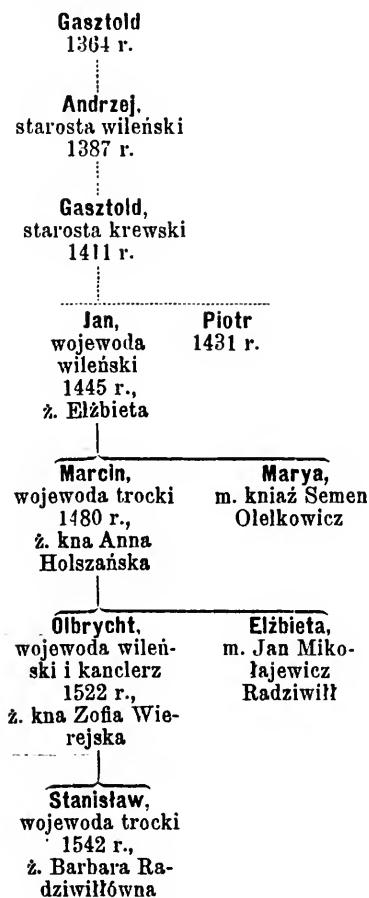 Gasztold
1364 r.
Andrzej,
starosta wileński
1387 r.
Gasztold,
starosta krewski
1411 r.
Jan,
wojewoda
wileński
1445 r.,
ż. Elżbieta
Piotr
1431 r.
Marcin,
wojewoda trocki
1480 r.,
ż. kna Anna
Holszańska
Marya,
m. kniaź Semen
Olelkowicz
Olbrycht,
wojewoda wileń-
ski i kanclerz
1522 r.,
ż. kna Zofia Wie-
rejska
Elżbieta,
m. Jan Miko-
łajewicz
Radziwiłł
Stanisław,
wojewoda trocki
1542 r.,
ż. Barbara Ra-
dziwiłłówna